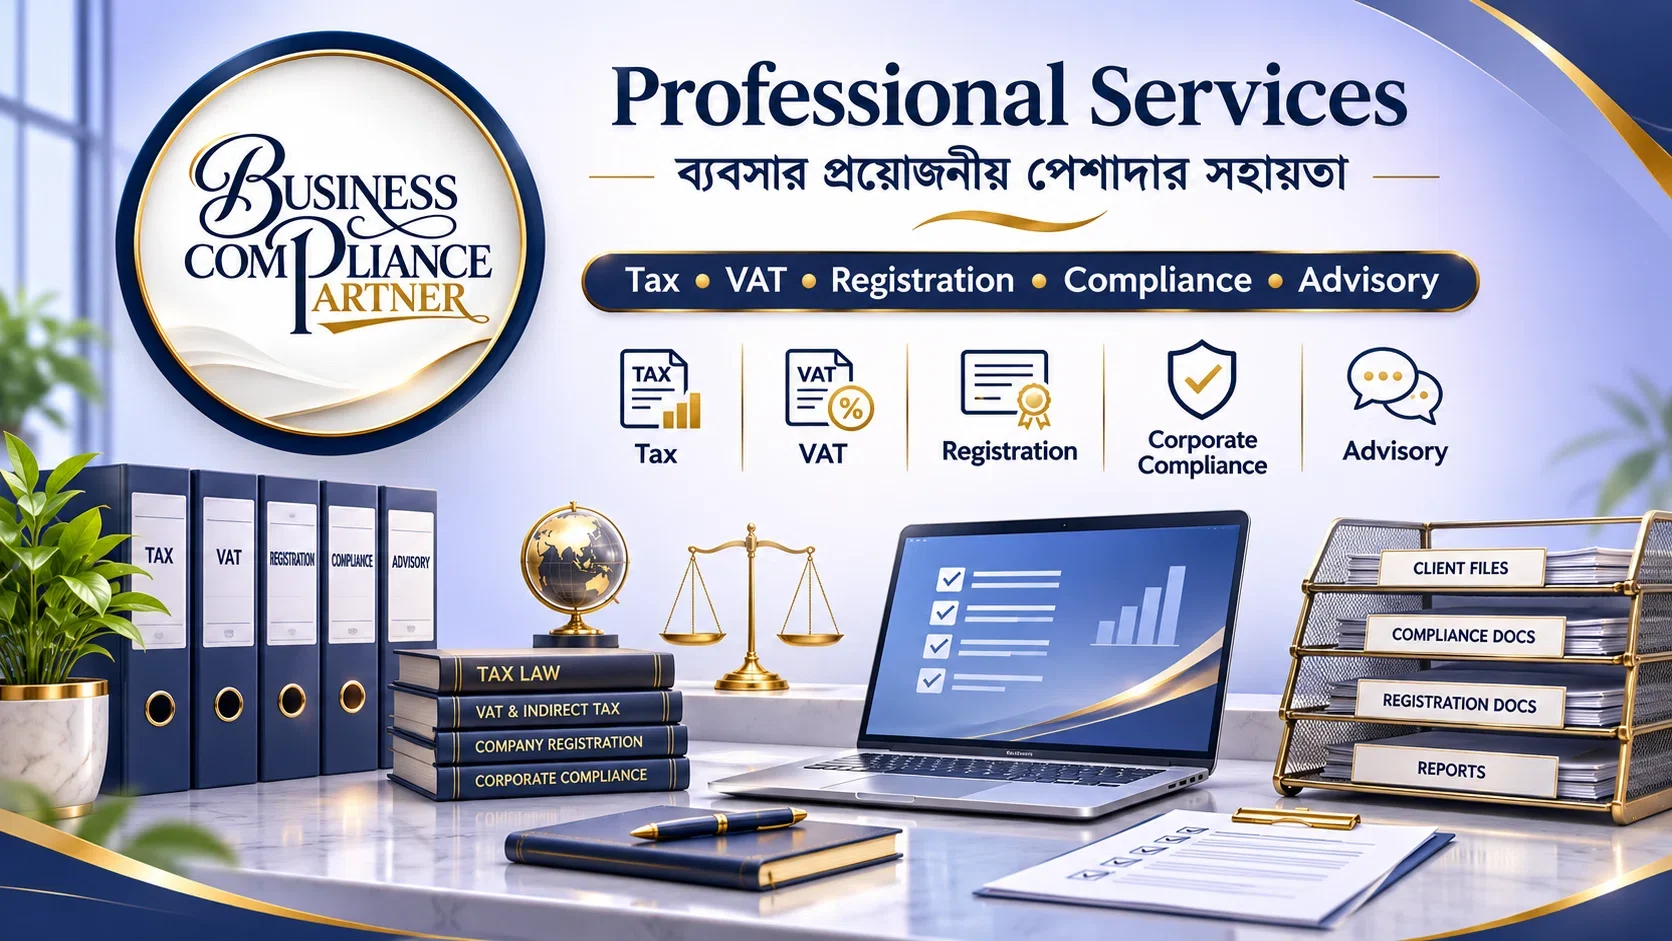 BUSINESS
COMPLIANCE
PARTNER
Professional Services
ব্যবসার প্রয়োজনীয় পেশাদার সহায়তা
Tax • VAT • Registration • Compliance • Advisory
TAX
Tax
VAT
%
VAT
Registration
Corporate
Compliance
Advisory
TAX
VAT
REGISTRATION
COMPLIANCE
ADVISORY
TAX LAW
VAT & INDIRECT TAX
COMPANY REGISTRATION
CORPORATE COMPLIANCE
CLIENT FILES
COMPLIANCE DOCS
REGISTRATION DOCS
REPORTS